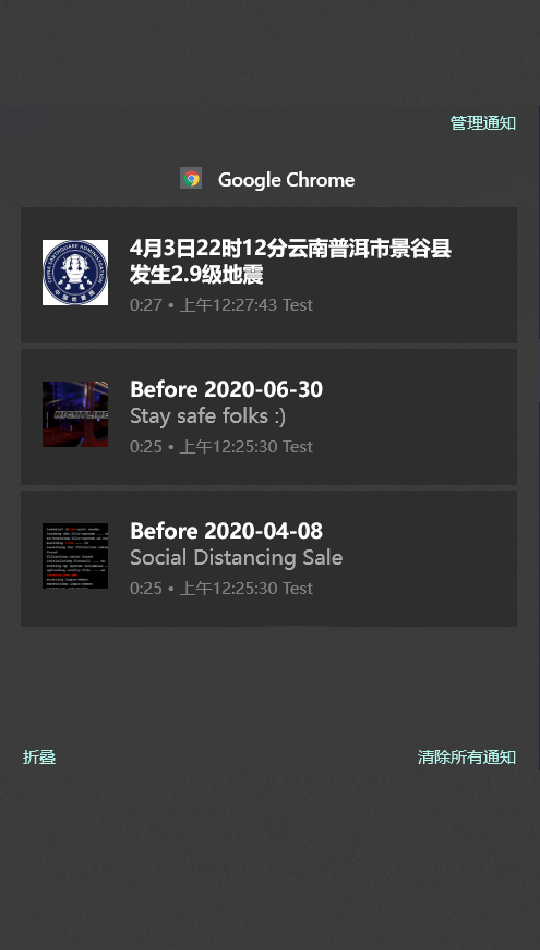 管理通知
Google Chrome
4月3日22时12分云南普洱市景谷县
发生2.9级地震
0:27 • 上午12:27:43 Test
Before 2020-06-30
Stay safe folks :)
0:25 • 上午12:25:30 Test
Before 2020-04-08
Social Distancing Sale
0:25 • 上午12:25:30 Test
折叠
清除所有通知